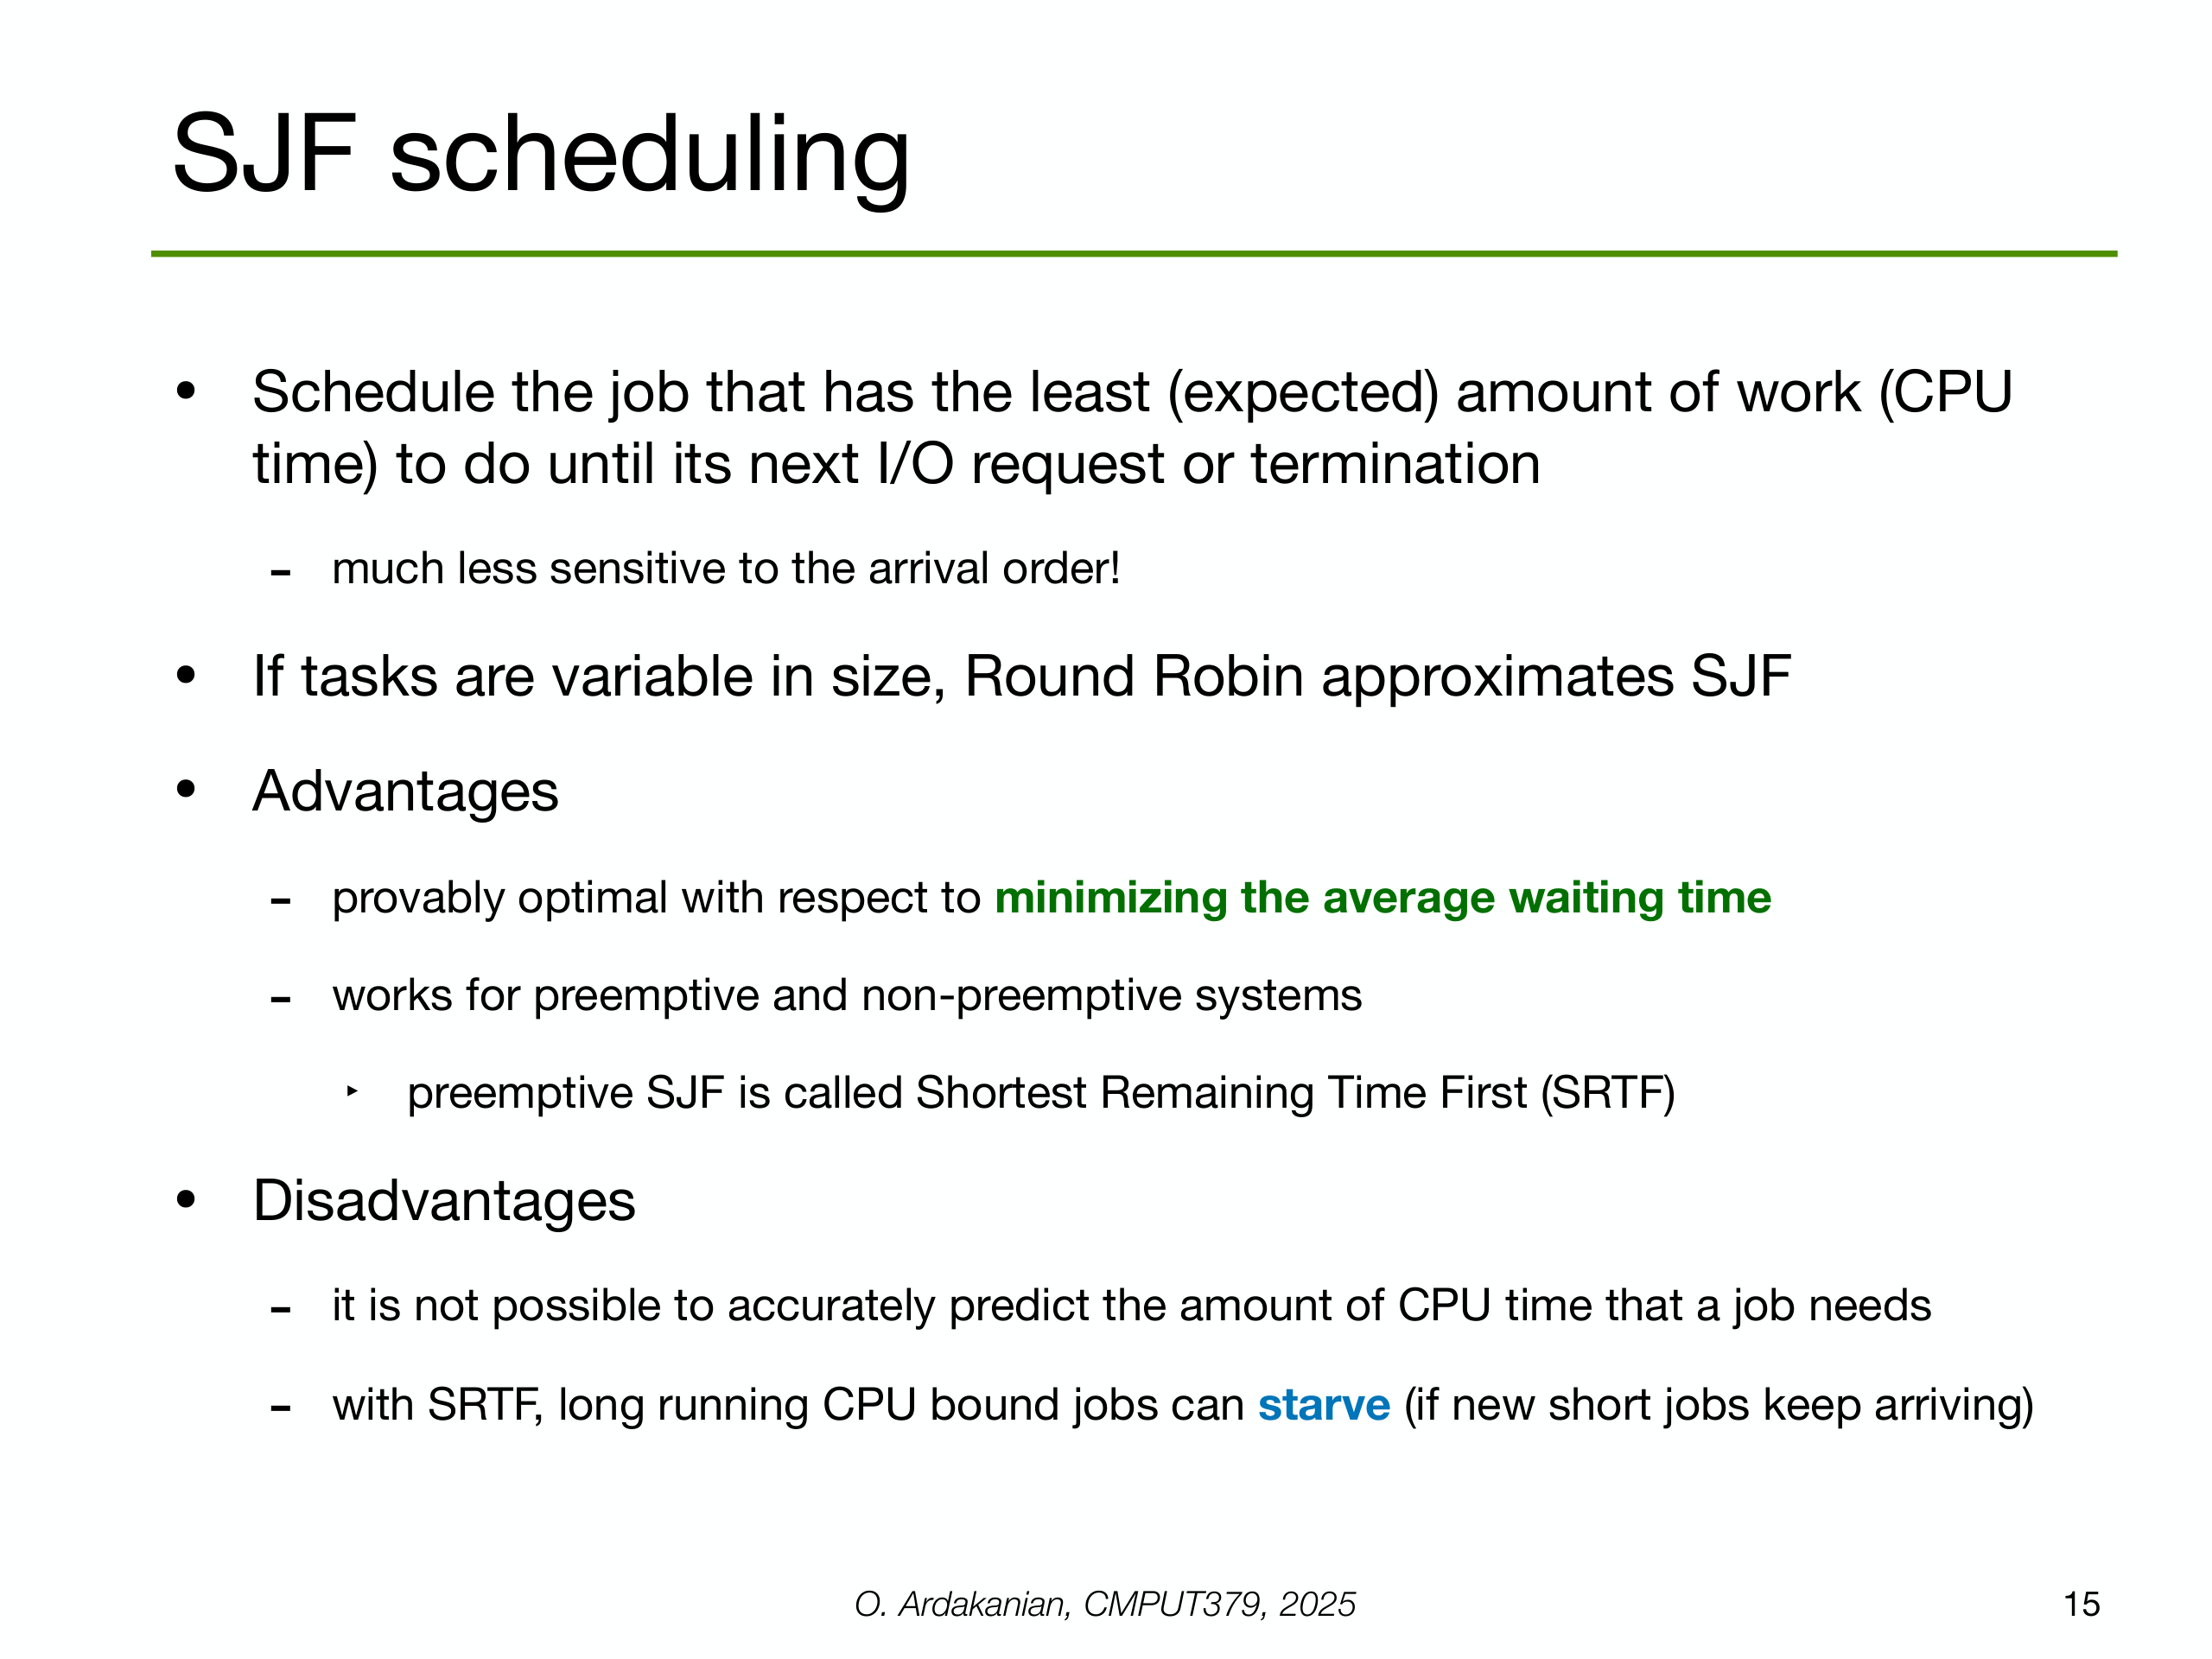 SJF scheduling
• Schedule the job that has the least (expected) amount of work (CPU
time) to do until its next I/O request or termination
- much less sensitive to the arrival order!
• If tasks are variable in size, Round Robin approximates SJF
• Advantages
- provably optimal with respect to minimizing the average waiting time
- works for preemptive and non-preemptive systems
‣ preemptive SJF is called Shortest Remaining Time First (SRTF)
• Disadvantages
- it is not possible to accurately predict the amount of CPU time that a job needs
- with SRTF, long running CPU bound jobs can starve (if new short jobs keep arriving)
O. Ardakanian, CMPUT379, 2025
15